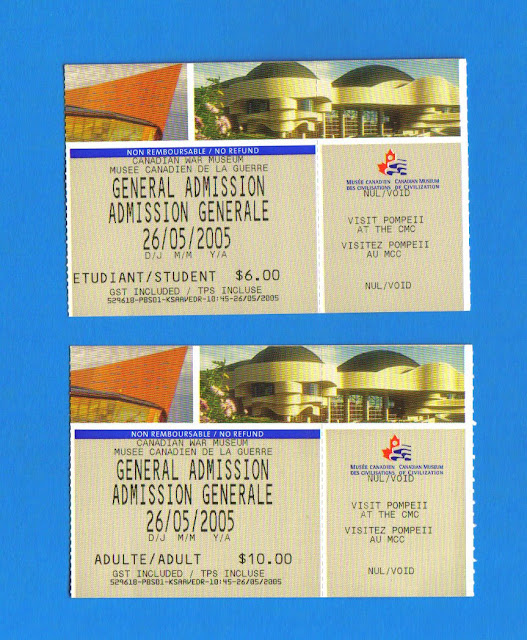 NON REMBOURSABLE / NO REFUND
CANADIAN WAR MUSEUM
MUSEE CANADIEN DE LA GUERRE
GENERAL ADMISSION
ADMISSION GENERALE
26/05/2005
D/J M/M Y/A
ETUDIANT/STUDENT $6.00
GST INCLUDED / TPS INCLUSE
529618-PBS01-KSAAVEDR-10:45-26/05/2005
MUSÉE CANADIEN DES CIVILISATIONS
CANADIAN MUSEUM OF CIVILIZATION
NUL/VOID
VISIT POMPEII
AT THE CMC
VISITEZ POMPEII
AU MCC
NUL/VOID
NON REMBOURSABLE / NO REFUND
CANADIAN WAR MUSEUM
MUSEE CANADIEN DE LA GUERRE
GENERAL ADMISSION
ADMISSION GENERALE
26/05/2005
D/J M/M Y/A
ADULTE/ADULT $10.00
GST INCLUDED / TPS INCLUSE
529618-PBS01-KSAAVEDR-10:45-26/05/2005
MUSÉE CANADIEN DES CIVILISATIONS
CANADIAN MUSEUM OF CIVILIZATION
NUL/VOID
VISIT POMPEII
AT THE CMC
VISITEZ POMPEII
AU MCC
NUL/VOID